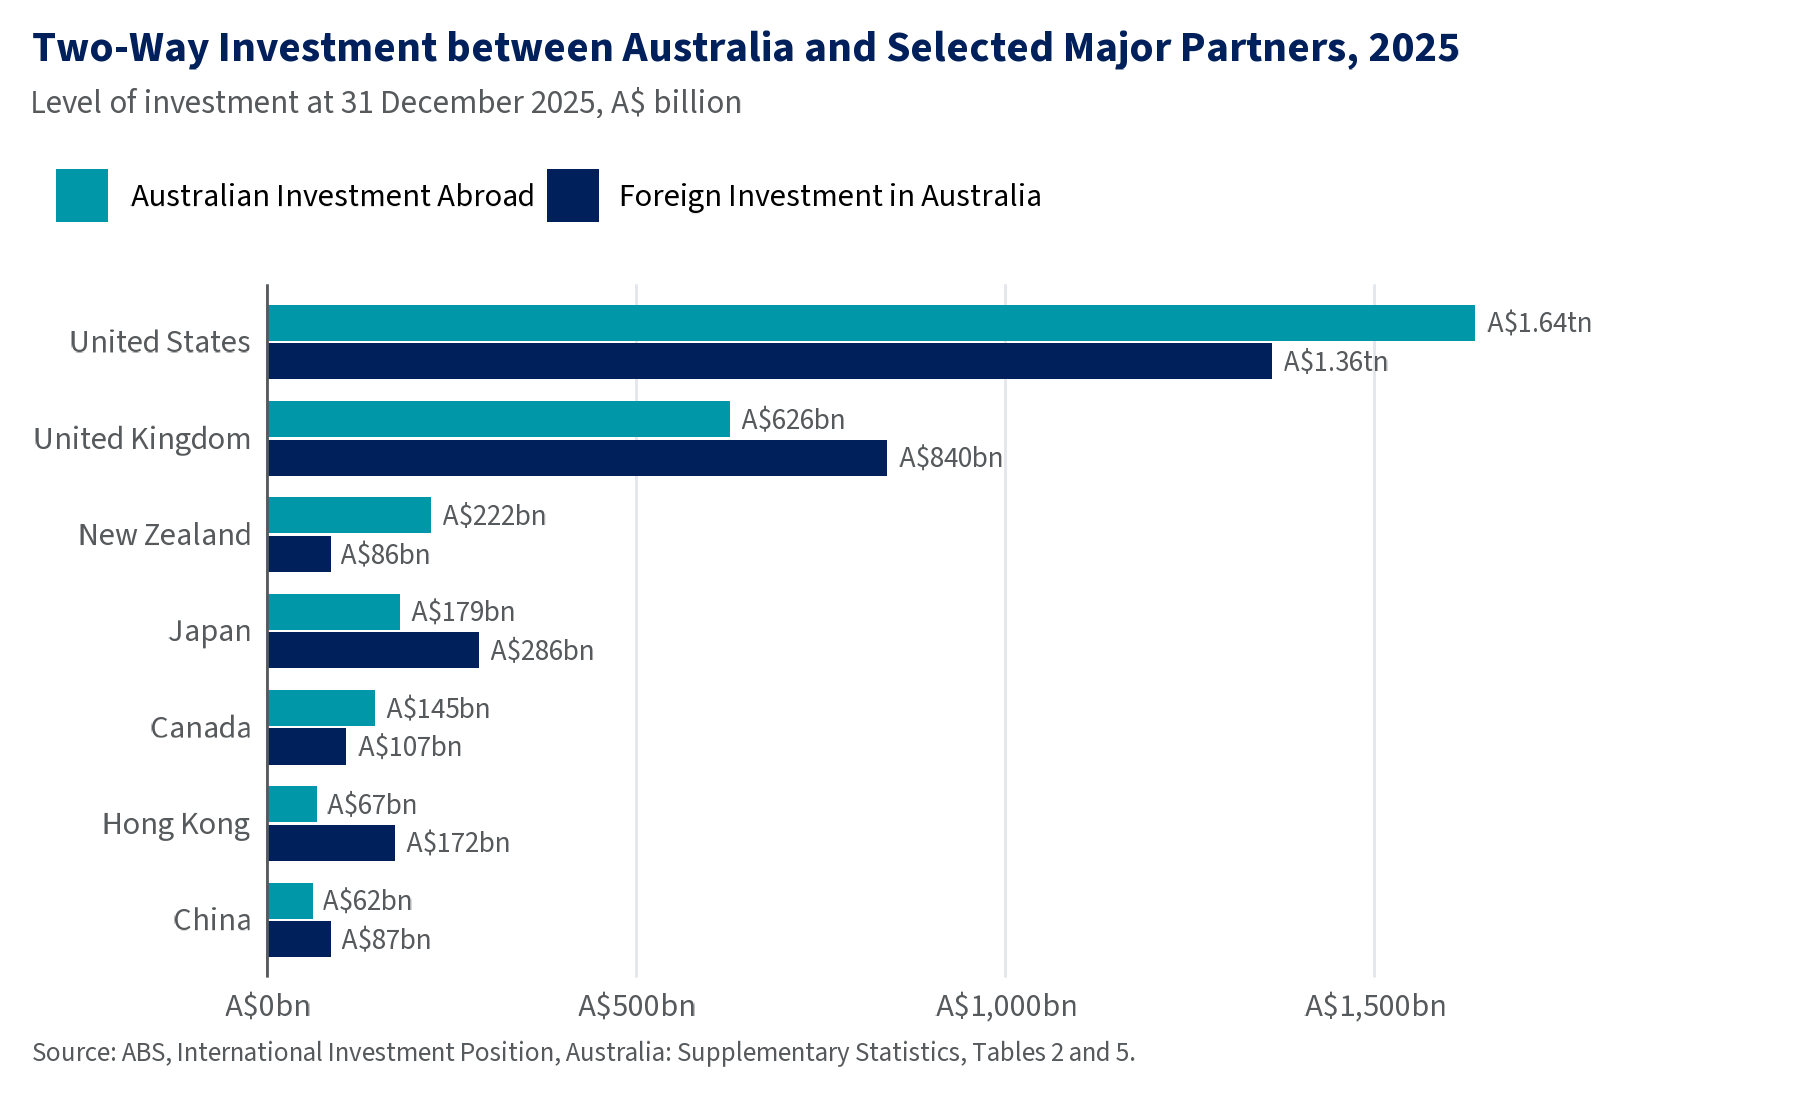 Two-Way Investment between Australia and Selected Major Partners, 2025
Level of investment at 31 December 2025, A$ billion
Australian Investment Abroad
Foreign Investment in Australia
United States
A$1.64tn
A$1.36tn
United Kingdom
A$626bn
A$840bn
New Zealand
A$222bn
A$86bn
Japan
A$179bn
A$286bn
Canada
A$145bn
A$107bn
Hong Kong
A$67bn
A$172bn
China
A$62bn
A$87bn
A$0bn
A$500bn
A$1,000bn
A$1,500bn
Source: ABS, International Investment Position, Australia: Supplementary Statistics, Tables 2 and 5.